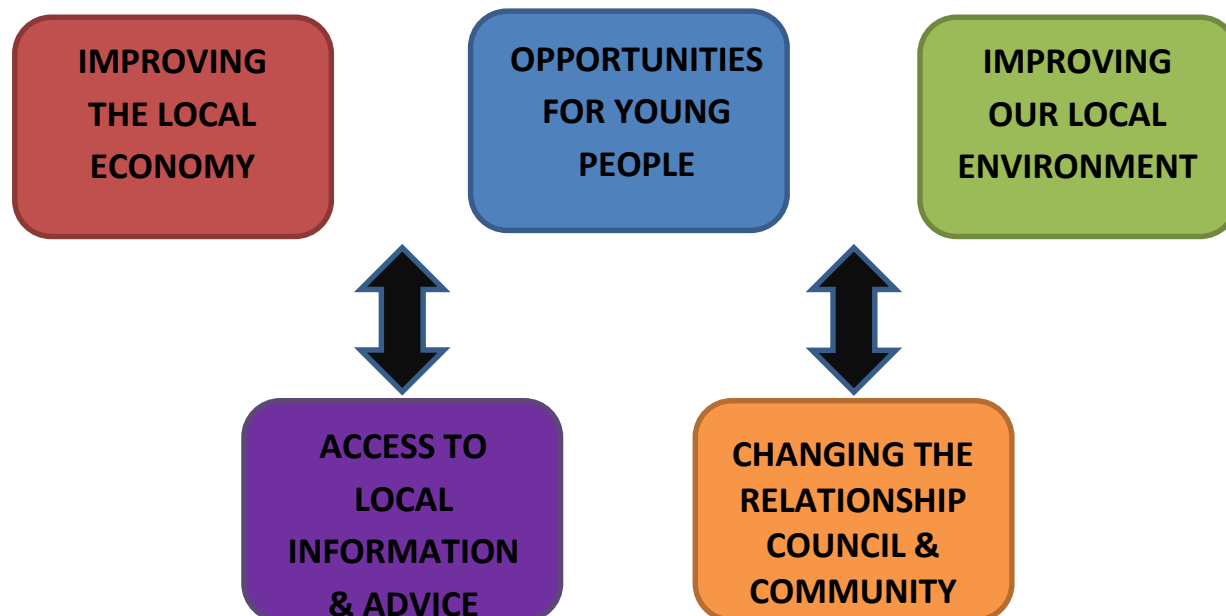 IMPROVING
THE LOCAL
ECONOMY
OPPORTUNITIES
FOR YOUNG
PEOPLE
IMPROVING
OUR LOCAL
ENVIRONMENT
ACCESS TO
LOCAL
INFORMATION
& ADVICE
CHANGING THE
RELATIONSHIP
COUNCIL &
COMMUNITY